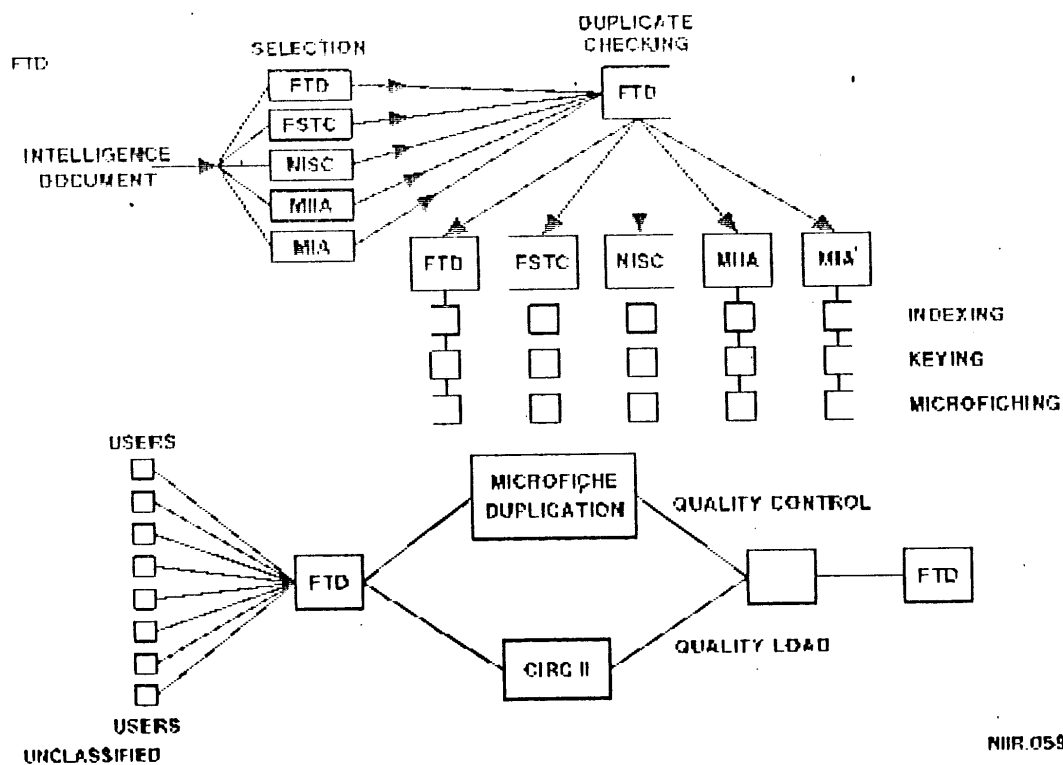 DUPLICATE
CHECKING
SELECTION
FTD
FTD
FTD
FSTC
INTELLIGENCE
DOCUMENT
NISC
MIIA
MIA
FTD
FSTC
NISC
MIIA
MIA
INDEXING
KEYING
MICROFICHING
USERS
MICROFICHE
DUPLICATION
QUALITY CONTROL
FTD
FTD
QUALITY LOAD
CIRC II
USERS
UNCLASSIFIED
NIIR.059